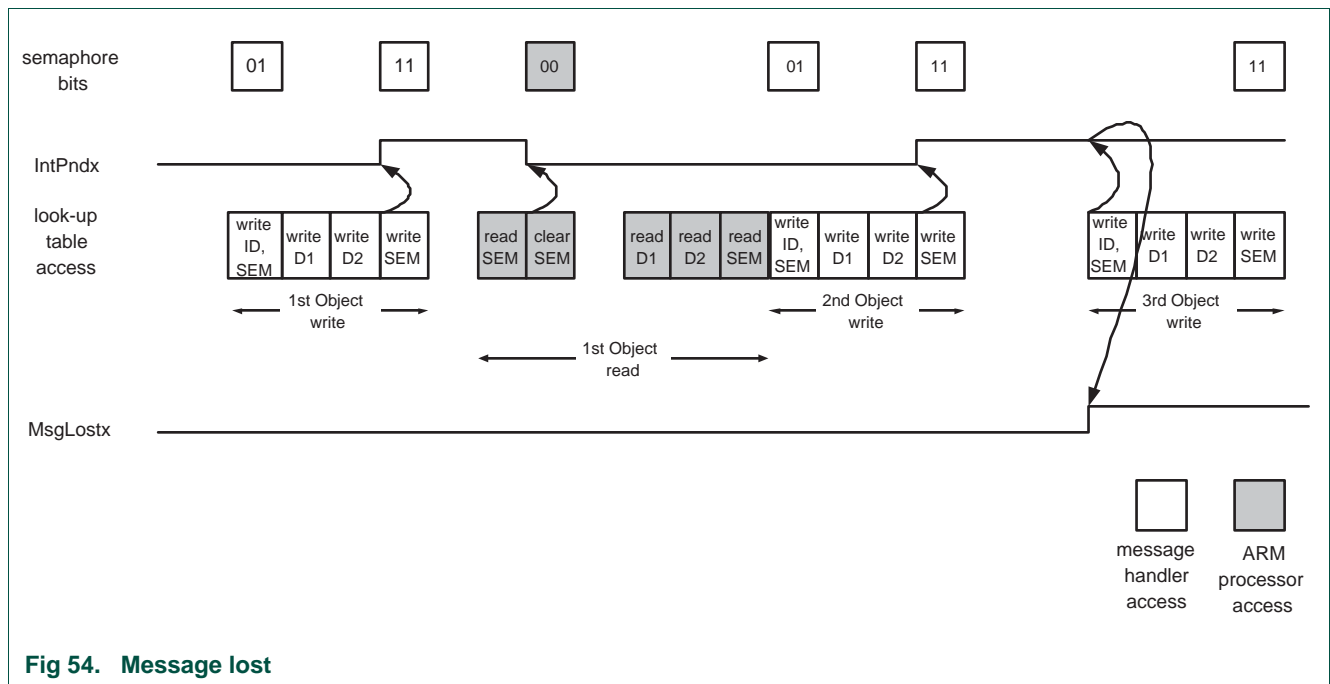 semaphore
bits
01
11
00
01
11
11
IntPndx
look-up
table
access
write
ID,
SEM
write
D1
write
D2
write
SEM
read
SEM
clear
SEM
read
D1
read
D2
read
SEM
write
ID,
SEM
write
D1
write
D2
write
SEM
write
ID,
SEM
write
D1
write
D2
write
SEM
1st Object
write
2nd Object
write
3rd Object
write
1st Object
read
MsgLostx
message
handler
access
ARM
processor
access
Fig 54. Message lost